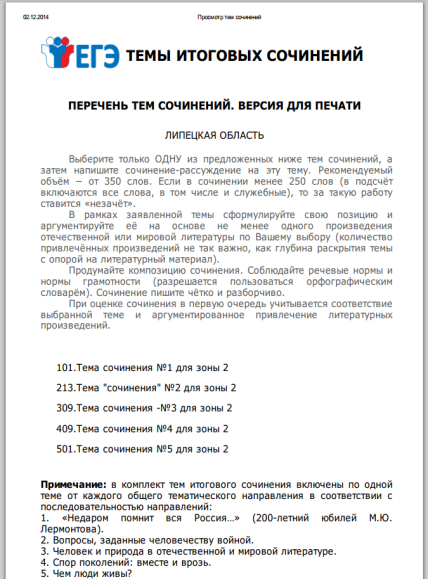 02.12.2014 Просмотр тем сочинений
ЕГЭ ТЕМЫ ИТОГОВЫХ СОЧИНЕНИЙ
ПЕРЕЧЕНЬ ТЕМ СОЧИНЕНИЙ. ВЕРСИЯ ДЛЯ ПЕЧАТИ
ЛИПЕЦКАЯ ОБЛАСТЬ
Выберите только ОДНУ из предложенных ниже тем сочинений, а
затем напишите сочинение-рассуждение на эту тему. Рекомендуемый
объём – от 350 слов. Если в сочинении менее 250 слов (в подсчёт
включаются все слова, в том числе и служебные), то за такую работу
ставится «незачёт».
В рамках заявленной темы сформулируйте свою позицию и
аргументируйте её на основе не менее одного произведения
отечественной или мировой литературы по Вашему выбору (количество
привлечённых произведений не так важно, как глубина раскрытия темы
с опорой на литературный материал).
Продумайте композицию сочинения. Соблюдайте речевые нормы и
нормы грамотности (разрешается пользоваться орфографическим
словарём). Сочинение пишите чётко и разборчиво.
При оценке сочинения в первую очередь учитывается соответствие
выбранной теме и аргументированное привлечение литературных
произведений.
101.Тема сочинения №1 для зоны 2
213.Тема "сочинения" №2 для зоны 2
309.Тема сочинения -№3 для зоны 2
409.Тема сочинения №4 для зоны 2
501.Тема сочинения №5 для зоны 2
Примечание: в комплект тем итогового сочинения включены по одной
теме от каждого общего тематического направления в соответствии с
последовательностью направлений:
1. «Недаром помнит вся Россия…» (200-летний юбилей М.Ю.
Лермонтова).
2. Вопросы, заданные человечеству войной.
3. Человек и природа в отечественной и мировой литературе.
4. Спор поколений: вместе и врозь.
5. Чем люди живы?